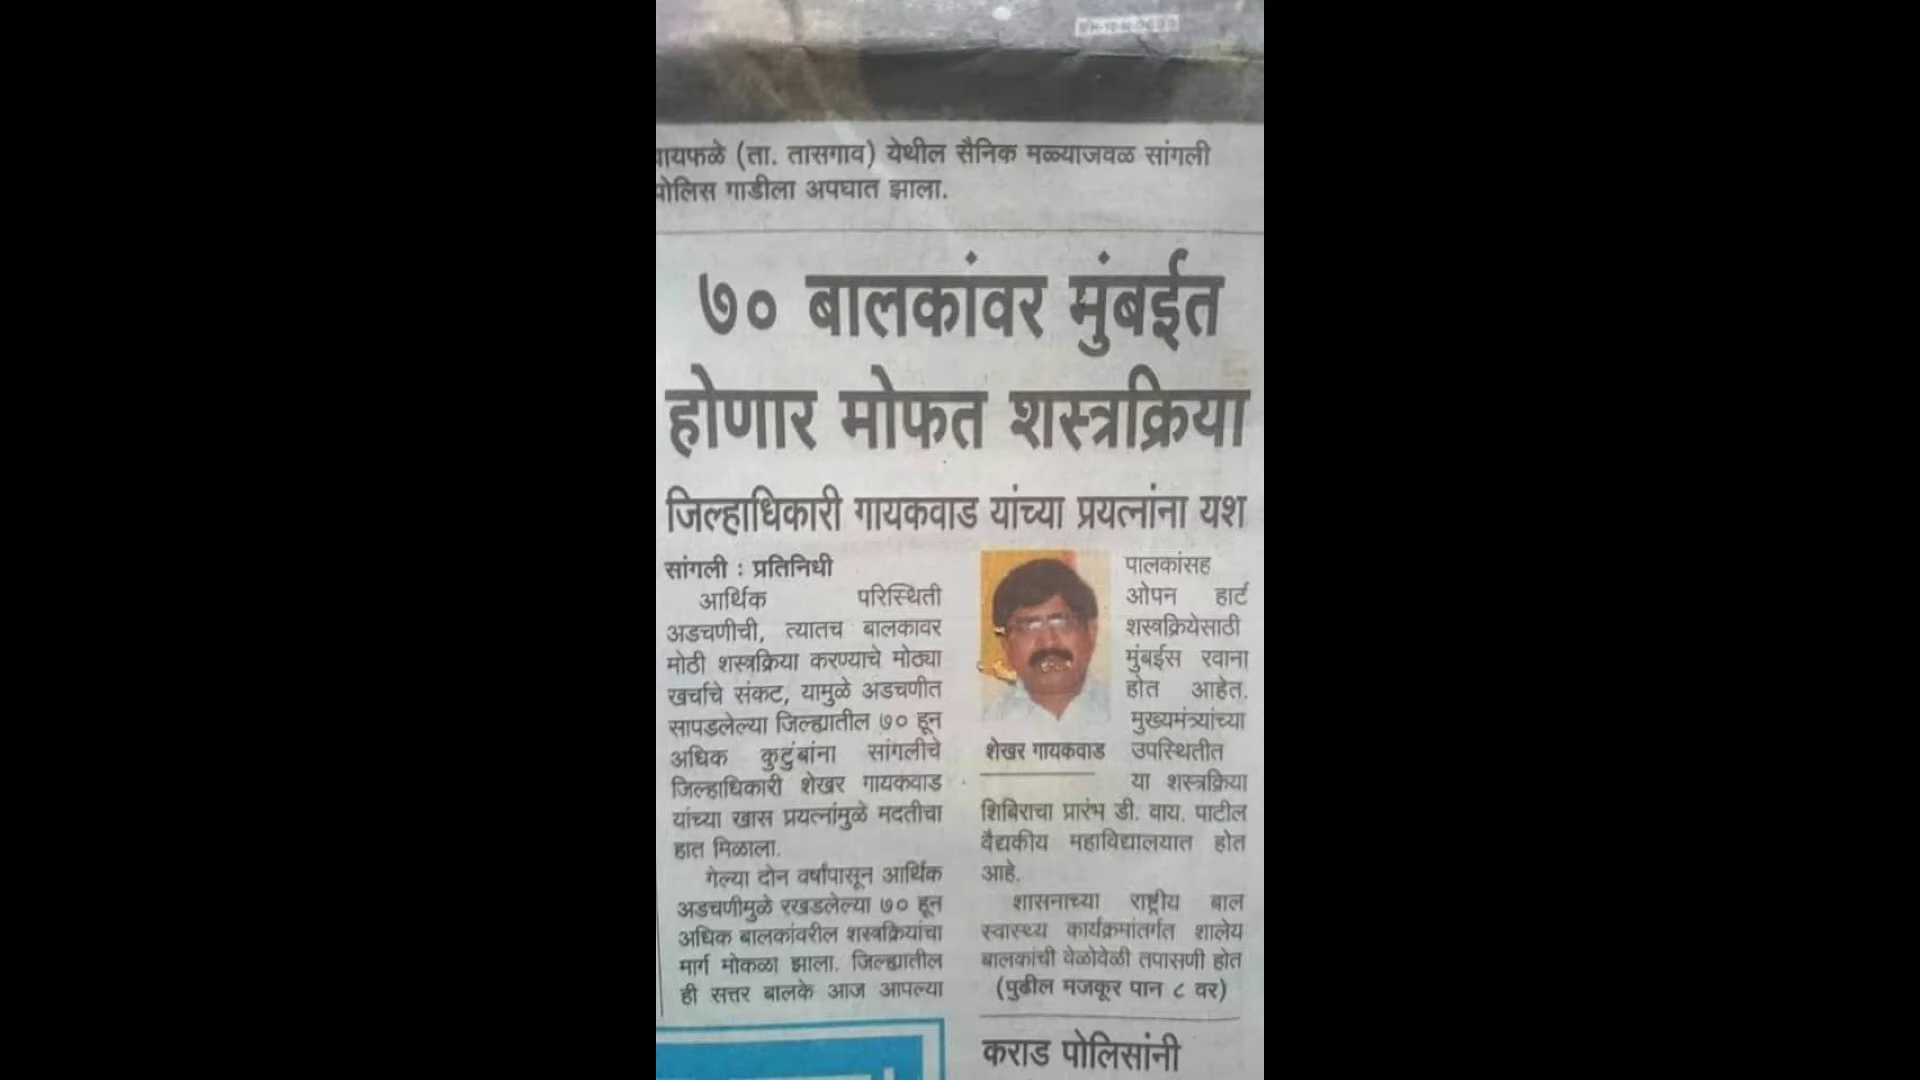 वायफळे (ता. तासगाव) येथील सैनिक मळ्याजवळ सांगली
पोलिस गाडीला अपघात झाला.
७० बालकांवर मुंबईत
होणार मोफत शस्त्रक्रिया
जिल्हाधिकारी गायकवाड यांच्या प्रयत्नांना यश
सांगली : प्रतिनिधी
आर्थिक परिस्थिती
अडचणीची, त्यातच बालकावर
मोठी शस्त्रक्रिया करण्याचे मोठ्या
खर्चाचे संकट, यामुळे अडचणीत
सापडलेल्या जिल्ह्यातील ७० हून
अधिक कुटुंबांना सांगलीचे
जिल्हाधिकारी शेखर गायकवाड
यांच्या खास प्रयत्नांमुळे मदतीचा
हात मिळाला.
गेल्या दोन वर्षांपासून आर्थिक
अडचणीमुळे रखडलेल्या ७० हून
अधिक बालकांवरील शस्त्रक्रियांचा
मार्ग मोकळा झाला. जिल्ह्यातील
ही सत्तर बालके आज आपल्या
शेखर गायकवाड
पालकांसह
ओपन हार्ट
शस्त्रक्रियेसाठी
मुंबईस रवाना
होत आहेत.
मुख्यमंत्र्यांच्या
उपस्थितीत
या शस्त्रक्रिया
शिबिराचा प्रारंभ डी. वाय. पाटील
वैद्यकीय महाविद्यालयात होत
आहे.
शासनाच्या राष्ट्रीय बाल
स्वास्थ्य कार्यक्रमांतर्गत शालेय
बालकांची वेळोवेळी तपासणी होत
(पुढील मजकूर पान ८ वर)
कराड पोलिसांनी